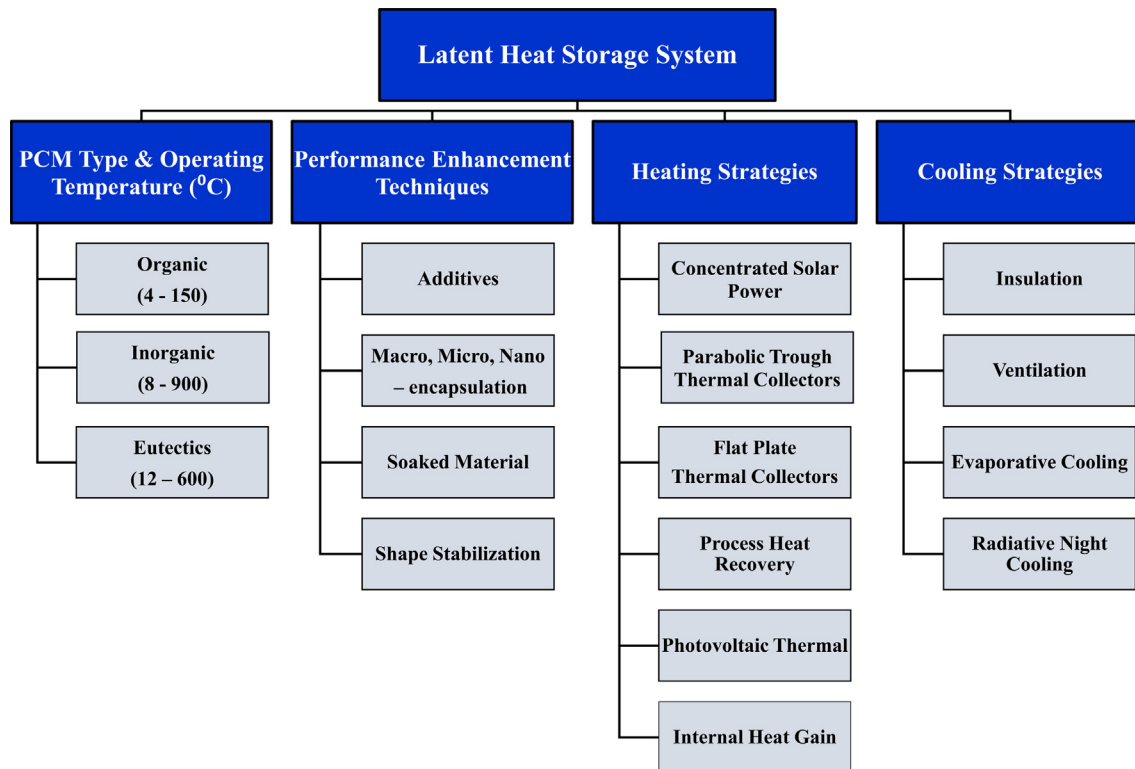 Latent Heat Storage System
PCM Type & Operating
Temperature (⁰C)
Organic
(4 - 150)
Inorganic
(8 - 900)
Eutectics
(12 – 600)
Performance Enhancement
Techniques
Additives
Macro, Micro, Nano
– encapsulation
Soaked Material
Shape Stabilization
Heating Strategies
Concentrated Solar
Power
Parabolic Trough
Thermal Collectors
Flat Plate
Thermal Collectors
Process Heat
Recovery
Photovoltaic Thermal
Internal Heat Gain
Cooling Strategies
Insulation
Ventilation
Evaporative Cooling
Radiative Night
Cooling